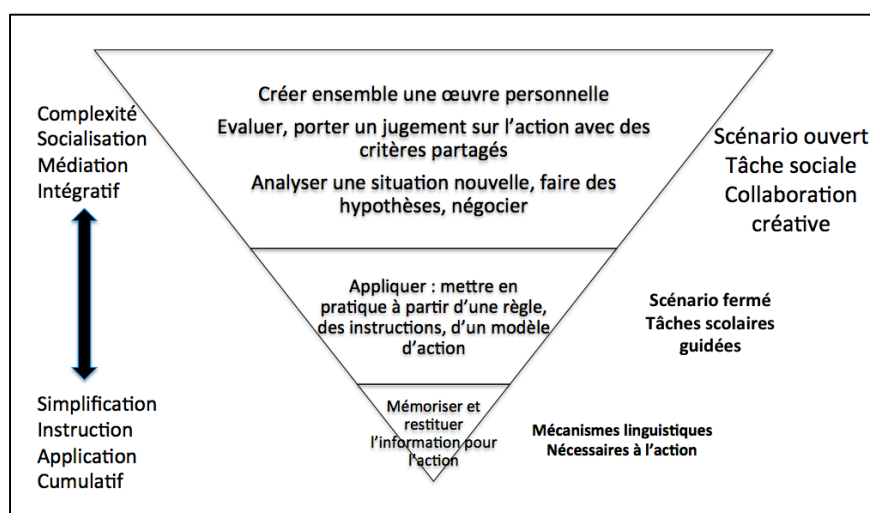 Complexité
Socialisation
Médiation
Intégratif
Créer ensemble une œuvre personnelle
Evaluer, porter un jugement sur l'action avec des
critères partagés
Analyser une situation nouvelle, faire des
hypothèses, négocier
Scénario ouvert
Tâche sociale
Collaboration
créative
Appliquer : mettre en
pratique à partir d'une règle,
des instructions, d'un modèle
d'action
Scénario fermé
Tâches scolaires
guidées
Simplification
Instruction
Application
Cumulatif
Mémoriser et
restituer
l'information pour
l'action
Mécanismes linguistiques
Nécessaires à l'action